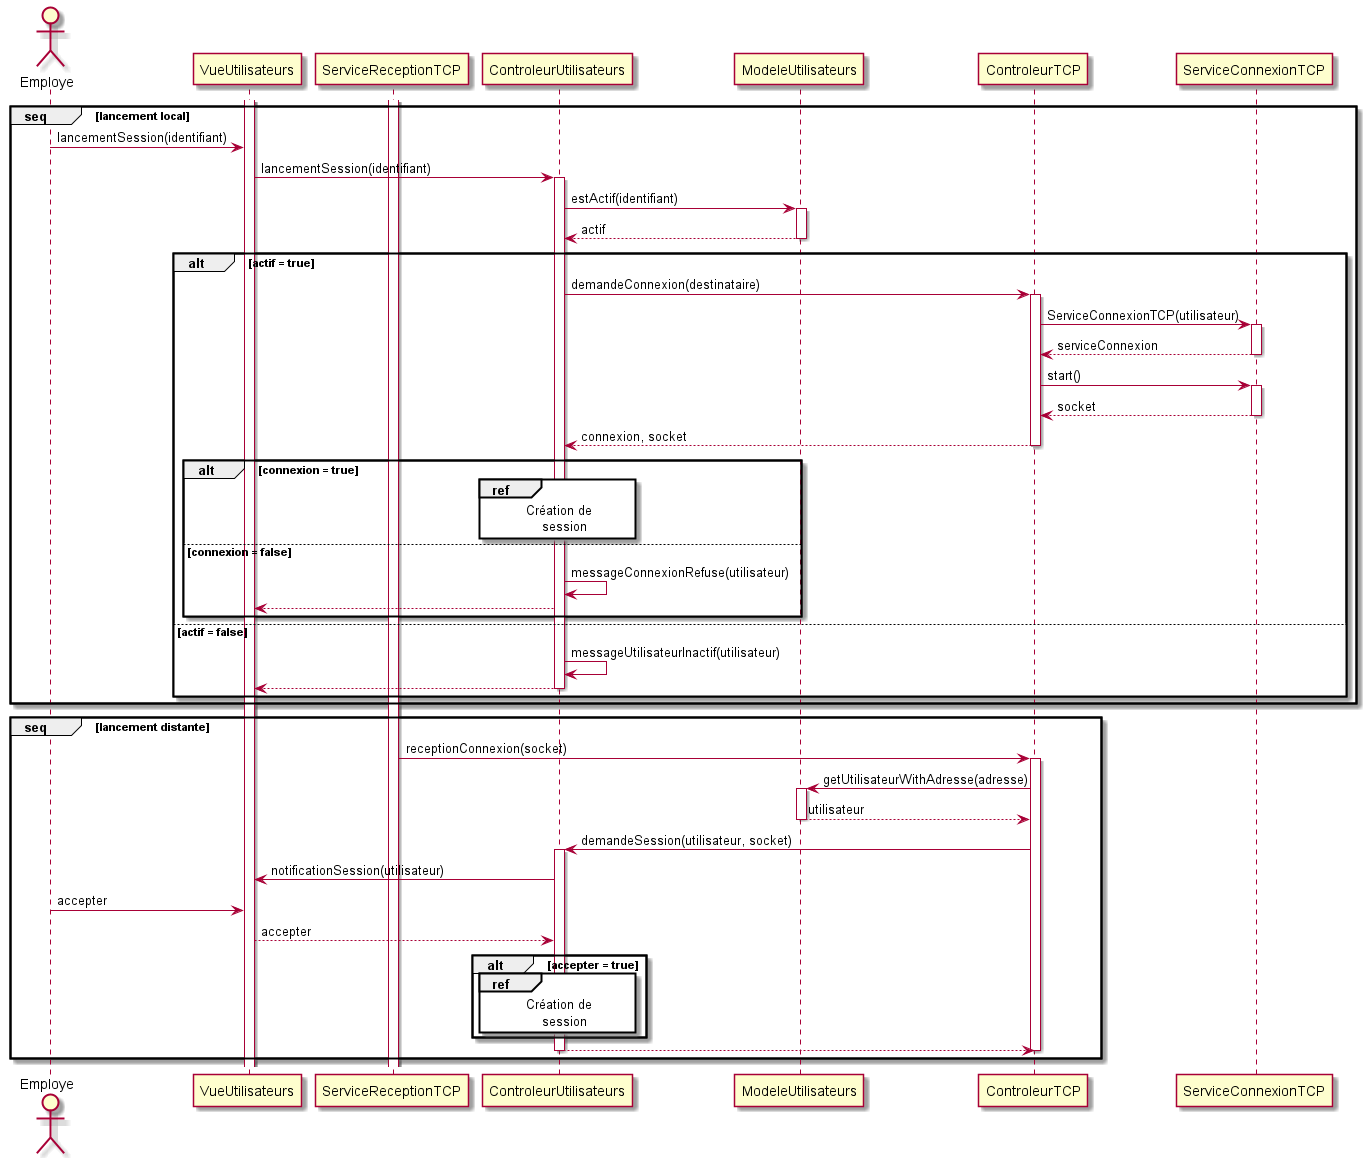 Employe
VueUtilisateurs
ServiceReceptionTCP
ControleurUtilisateurs
ModeleUtilisateurs
ControleurTCP
ServiceConnexionTCP
seq [lancement local]
lancementSession(identifiant)
lancementSession(identifiant)
estActif(identifiant)
actif
alt [actif = true]
demandeConnexion(destinataire)
ServiceConnexionTCP(utilisateur)
serviceConnexion
start()
socket
connexion, socket
alt [connexion = true]
ref
Création de
session
[connexion = false]
messageConnexionRefuse(utilisateur)
[actif = false]
messageUtilisateurInactif(utilisateur)
seq [lancement distante]
receptionConnexion(socket)
getUtilisateurWithAdresse(adresse)
utilisateur
demandeSession(utilisateur, socket)
notificationSession(utilisateur)
accepter
accepter
alt [accepter = true]
ref
Création de
session
Employe
VueUtilisateurs
ServiceReceptionTCP
ControleurUtilisateurs
ModeleUtilisateurs
ControleurTCP
ServiceConnexionTCP